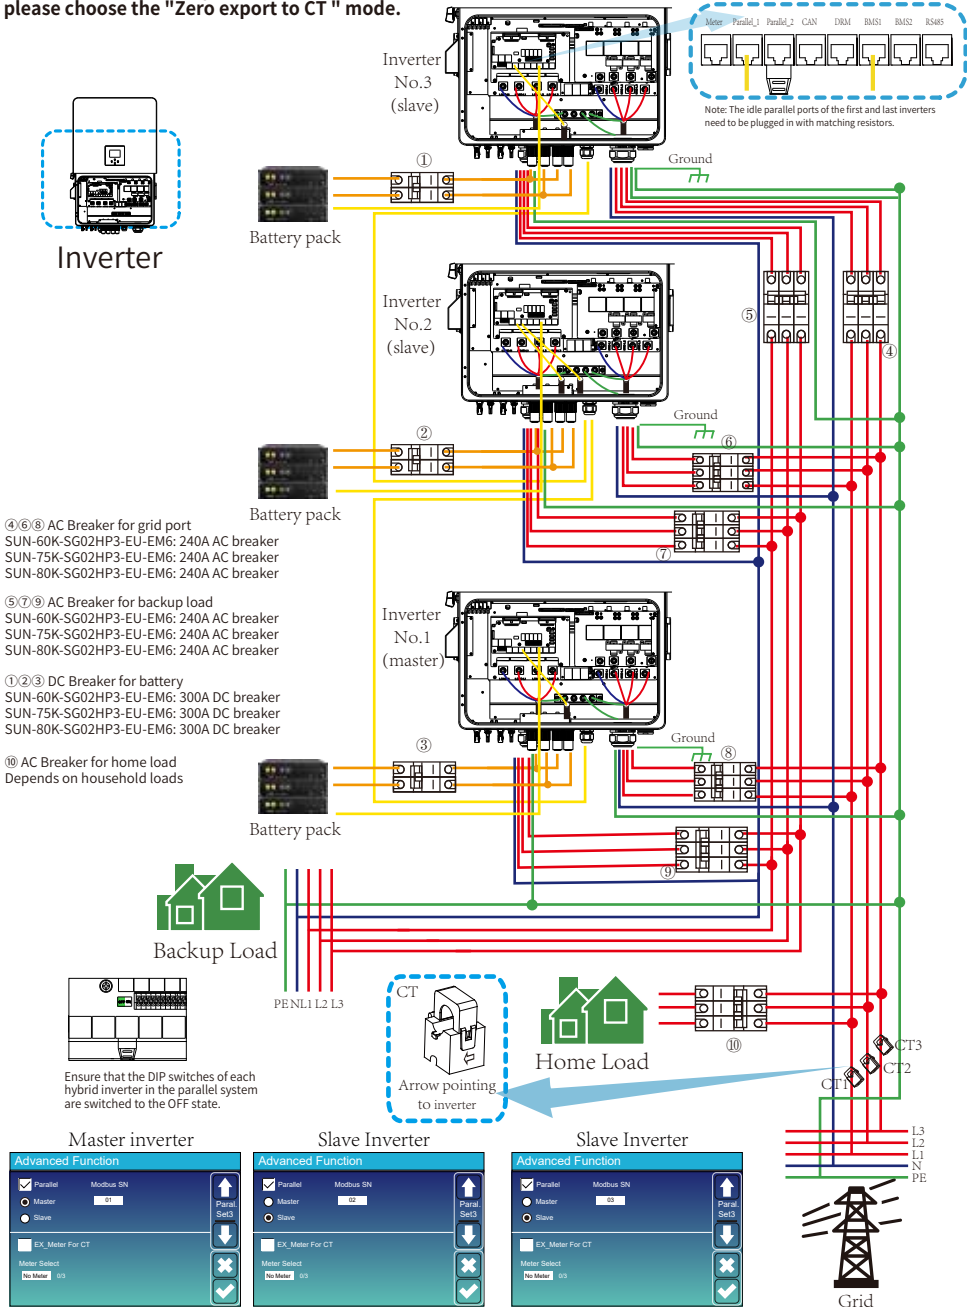 please choose the "Zero export to CT " mode.
Meter Parallel_1 Parallel_2 CAN DRM BMS1 BMS2 RS485
Note: The idle parallel ports of the first and last inverters
need to be plugged in with matching resistors.
Inverter
No.3
(slave)
Ground
①
Battery pack
Inverter
Inverter
No.2
(slave)
⑤
④
Ground
②
⑥
Battery pack
⑦
④⑥⑧ AC Breaker for grid port
SUN-60K-SG02HP3-EU-EM6: 240A AC breaker
SUN-75K-SG02HP3-EU-EM6: 240A AC breaker
SUN-80K-SG02HP3-EU-EM6: 240A AC breaker
⑤⑦⑨ AC Breaker for backup load
SUN-60K-SG02HP3-EU-EM6: 240A AC breaker
SUN-75K-SG02HP3-EU-EM6: 240A AC breaker
SUN-80K-SG02HP3-EU-EM6: 240A AC breaker
①②③ DC Breaker for battery
SUN-60K-SG02HP3-EU-EM6: 300A DC breaker
SUN-75K-SG02HP3-EU-EM6: 300A DC breaker
SUN-80K-SG02HP3-EU-EM6: 300A DC breaker
⑩ AC Breaker for home load
Depends on household loads
Inverter
No.1
(master)
Ground
③
⑧
Battery pack
⑨
Backup Load
PE N L1 L2 L3
CT
Arrow pointing
to inverter
Home Load
⑩
CT3
CT2
CT1
Ensure that the DIP switches of each
hybrid inverter in the parallel system
are switched to the OFF state.
L3
L2
L1
N
PE
Grid
Master inverter
Advanced Function
Parallel Modbus SN
Master 01
Slave
Paral.
Set3
EX_Meter For CT
Meter Select
No Meter 0/3
Slave Inverter
Advanced Function
Parallel Modbus SN
Master 02
Slave
Paral.
Set3
EX_Meter For CT
Meter Select
No Meter 0/3
Slave Inverter
Advanced Function
Parallel Modbus SN
Master 03
Slave
Paral.
Set3
EX_Meter For CT
Meter Select
No Meter 0/3